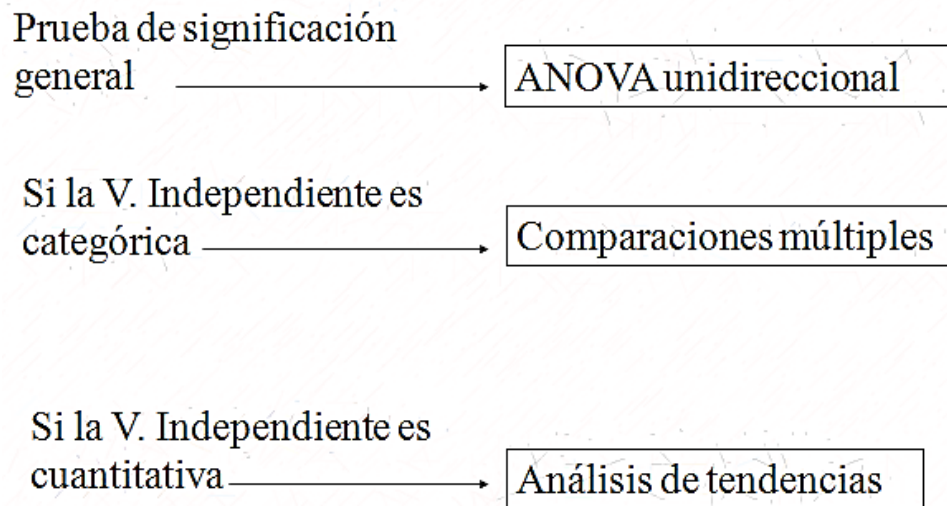 Prueba de significación
general
ANOVA unidireccional
Si la V. Independiente es
categórica
Comparaciones múltiples
Si la V. Independiente es
cuantitativa
Análisis de tendencias